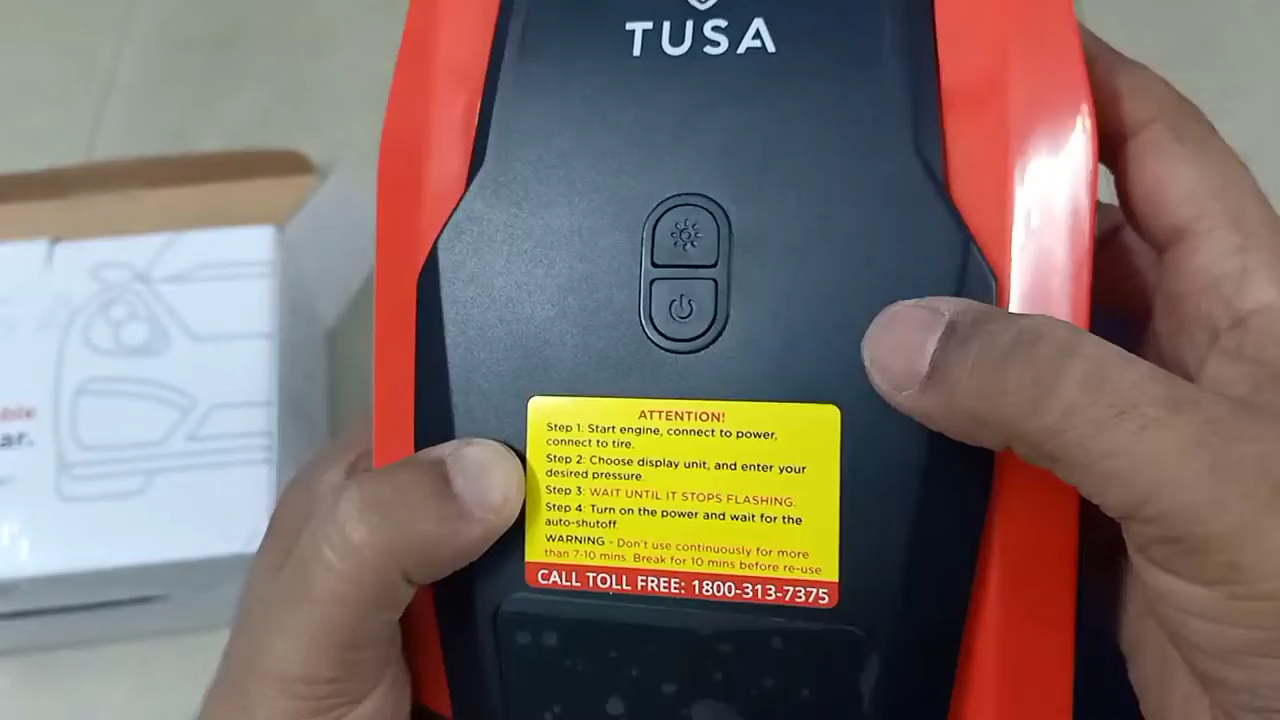 TUSA
ATTENTION!
Step 1: Start engine, connect to power,
connect to tire.
Step 2: Choose display unit, and enter your
desired pressure.
Step 3: WAIT UNTIL IT STOPS FLASHING.
Step 4: Turn on the power and wait for the
auto-shutoff.
WARNING - Don't use continuously for more
than 7-10 mins. Break for 10 mins before re-use
CALL TOLL FREE: 1800-313-7375